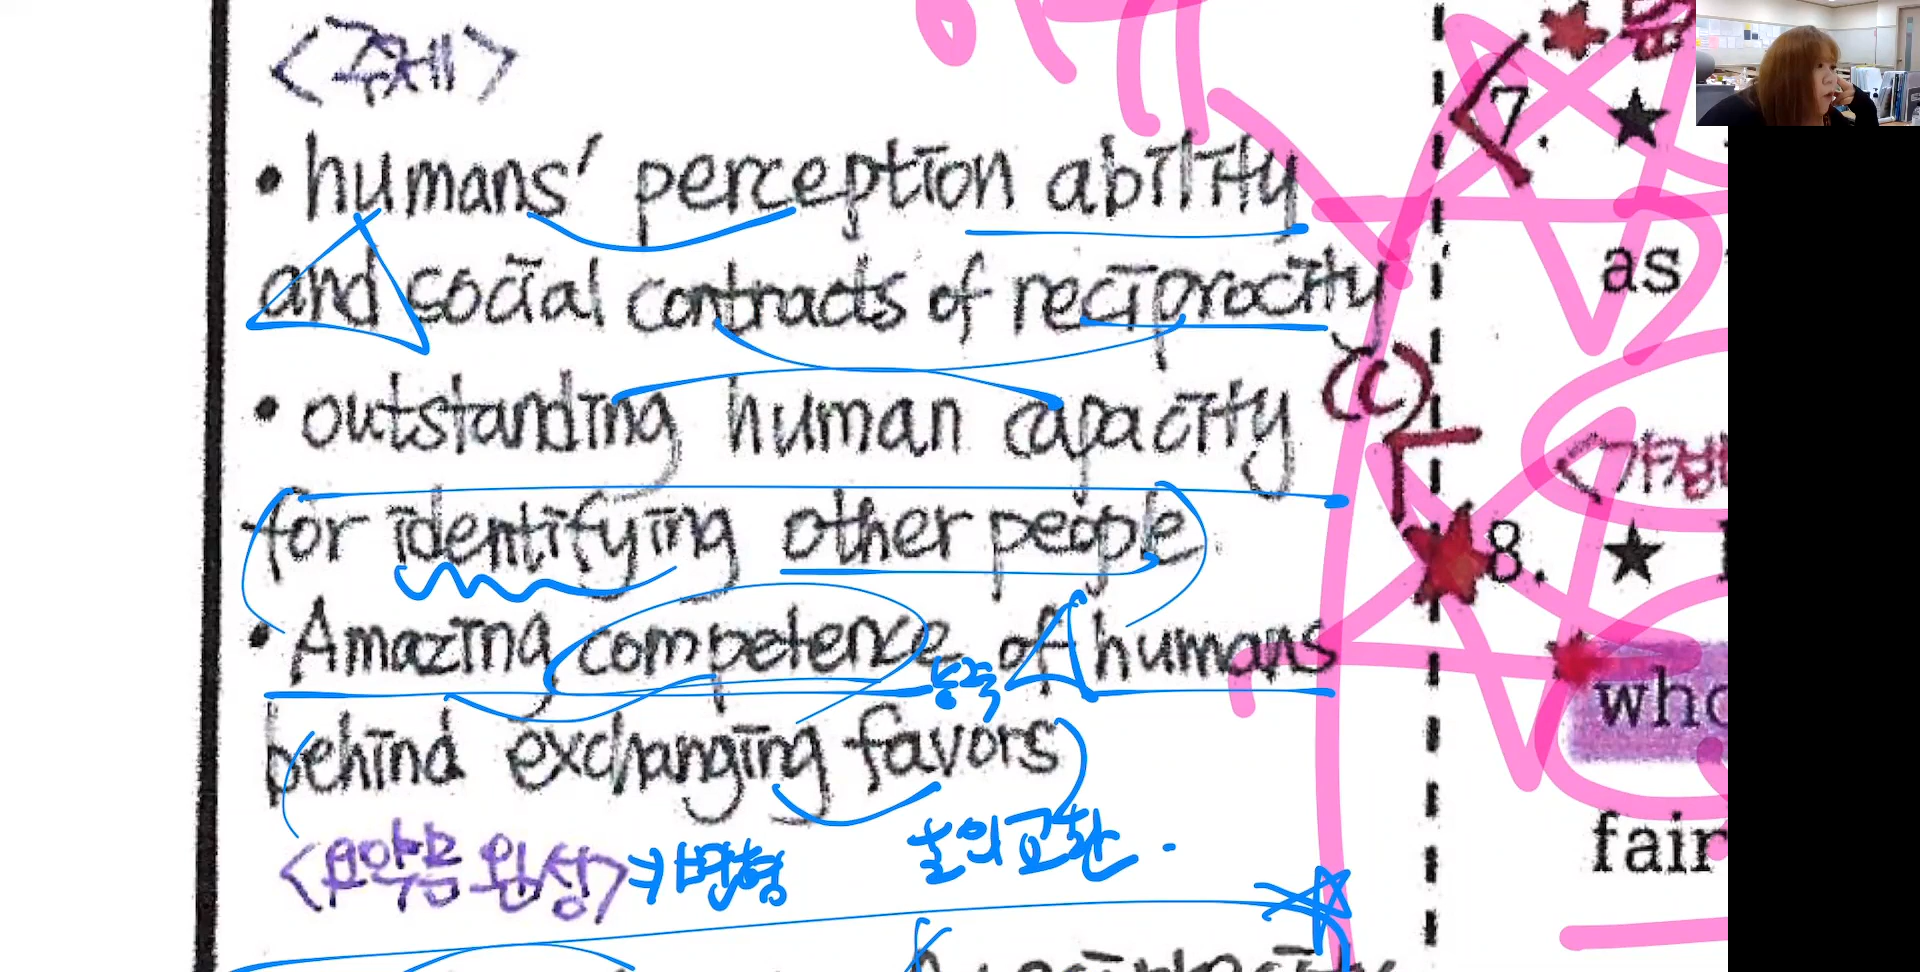 <주제>
• humans' perception ability
and social contracts of reciprocity
• outstanding human capacity
for identifying other people
• Amazing competence of humans
능력
behind exchanging favors
호의 교환.
<요약문 완성> → 변형
7. ★
as
(C)
8. ★
who
fair